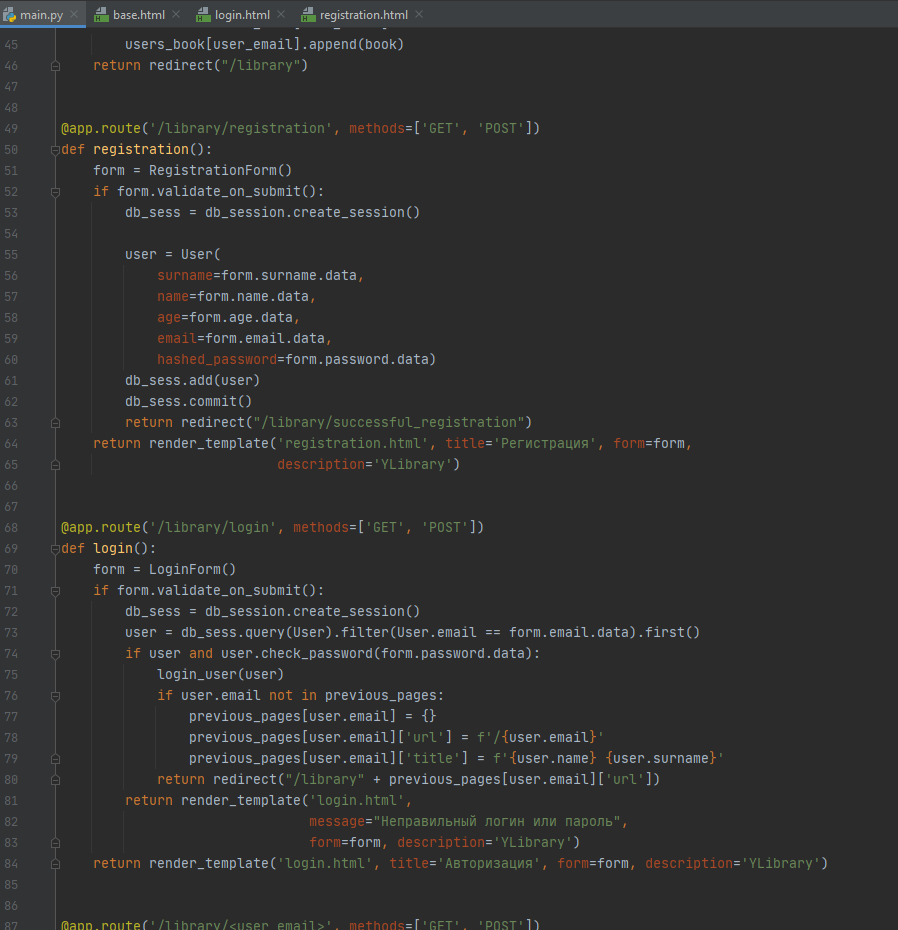 main.py base.html login.html registration.html
45 users_book[user_email].append(book)
46 return redirect("/library")
47
48
49 @app.route('/library/registration', methods=['GET', 'POST'])
50 def registration():
51 form = RegistrationForm()
52 if form.validate_on_submit():
53 db_sess = db_session.create_session()
54
55 user = User(
56 surname=form.surname.data,
57 name=form.name.data,
58 age=form.age.data,
59 email=form.email.data,
60 hashed_password=form.password.data)
61 db_sess.add(user)
62 db_sess.commit()
63 return redirect("/library/successful_registration")
64 return render_template('registration.html', title='Регистрация', form=form,
65 description='YLibrary')
66
67
68 @app.route('/library/login', methods=['GET', 'POST'])
69 def login():
70 form = LoginForm()
71 if form.validate_on_submit():
72 db_sess = db_session.create_session()
73 user = db_sess.query(User).filter(User.email == form.email.data).first()
74 if user and user.check_password(form.password.data):
75 login_user(user)
76 if user.email not in previous_pages:
77 previous_pages[user.email] = {}
78 previous_pages[user.email]['url'] = f'/{user.email}'
79 previous_pages[user.email]['title'] = f'{user.name} {user.surname}'
80 return redirect("/library" + previous_pages[user.email]['url'])
81 return render_template('login.html',
82 message="Неправильный логин или пароль",
83 form=form, description='YLibrary')
84 return render_template('login.html', title='Авторизация', form=form, description='YLibrary')
85
86
87 @app.route('/library/<user_email>', methods=['GET', 'POST'])